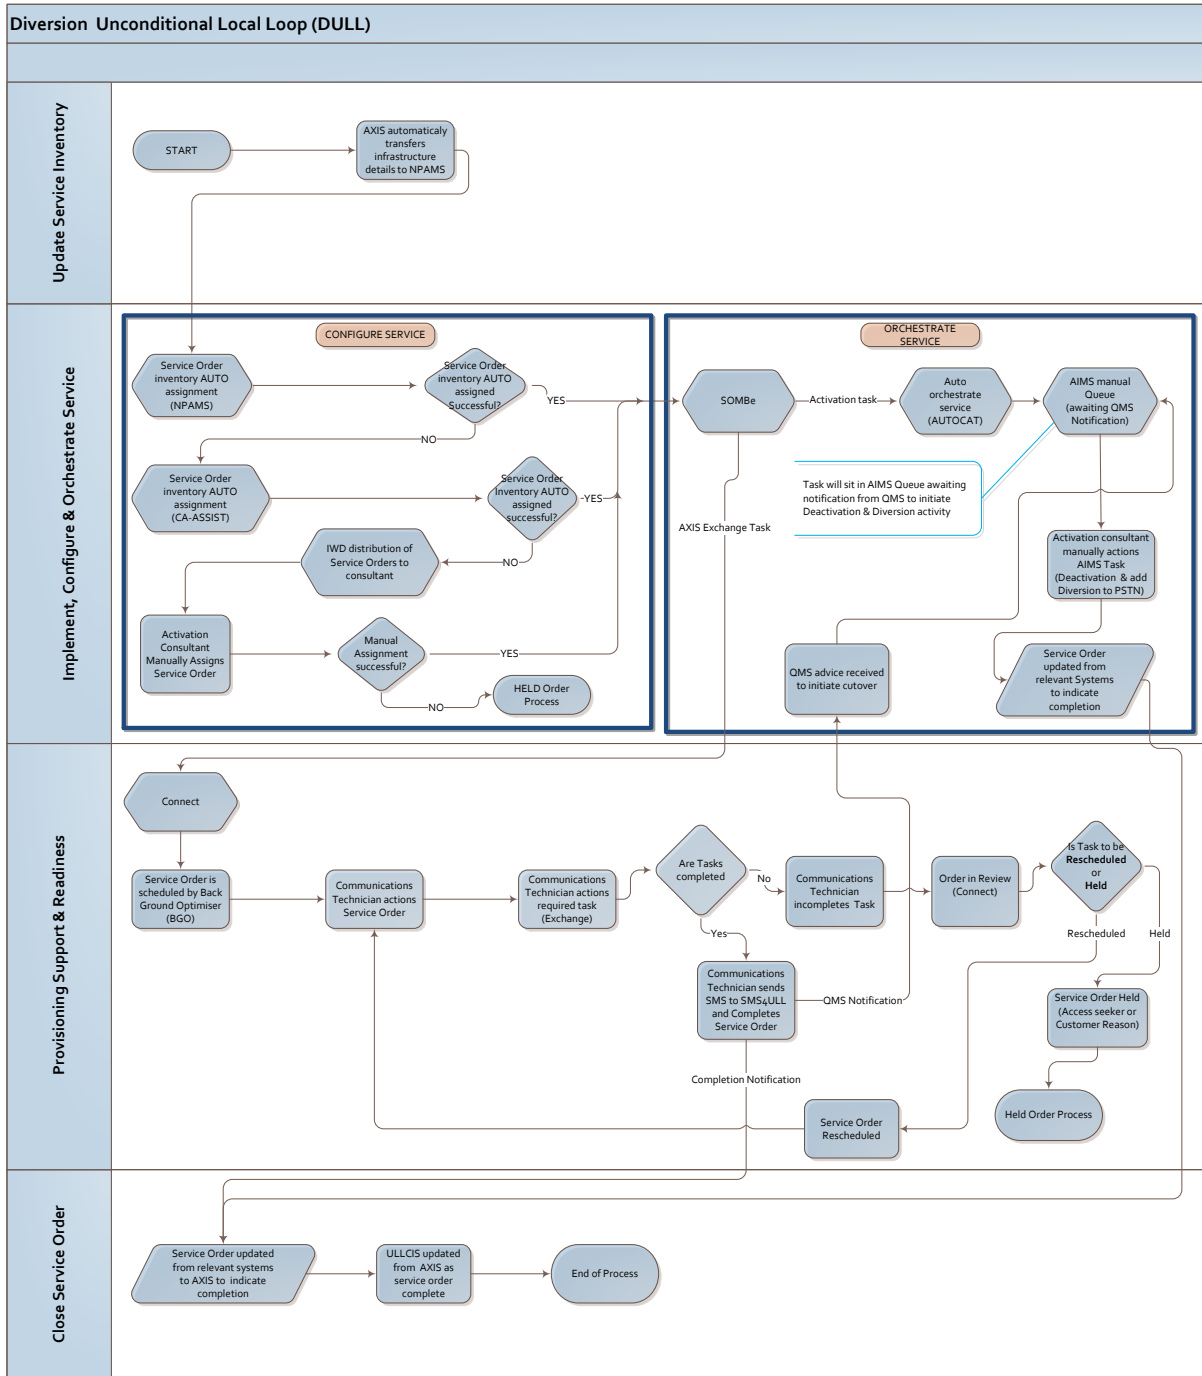 Diversion Unconditional Local Loop (DULL)
Update Service Inventory
START
AXIS automaticaly
transfers
infrastructure
details to NPAMS
Implement, Configure & Orchestrate Service
CONFIGURE SERVICE
Service Order
inventory AUTO
assignment
(NPAMS)
Service Order
inventory AUTO
assigned
Successful?
YES
NO
Service Order
inventory AUTO
assignment
(CA-ASSIST)
Service Order
Inventory AUTO
assigned
successful?
YES
NO
IWD distribution of
Service Orders to
consultant
Activation
Consultant
Manually Assigns
Service Order
Manual
Assignment
successful?
YES
NO
HELD Order
Process
ORCHESTRATE
SERVICE
SOMBe
Activation task
Auto
orchestrate
service
(AUTOCAT)
AIMS manual
Queue
(awaiting QMS
Notification)
Task will sit in AIMS Queue awaiting
notification from QMS to initiate
Deactivation & Diversion activity
AXIS Exchange Task
Activation consultant
manually actions
AIMS Task
(Deactivation & add
Diversion to PSTN)
QMS advice received
to initiate cutover
Service Order
updated from
relevant Systems
to indicate
completion
Provisioning Support & Readiness
Connect
Service Order is
scheduled by Back
Ground Optimiser
(BGO)
Communications
Technician actions
Service Order
Communications
Technician actions
required task
(Exchange)
Are Tasks
completed
No
Yes
Communications
Technician
incompletes Task
Order in Review
(Connect)
Is Task to be
Rescheduled
or
Held
Rescheduled
Held
Communications
Technician sends
SMS to SMS4ULL
and Completes
Service Order
QMS Notification
Service Order Held
(Access seeker or
Customer Reason)
Completion Notification
Service Order
Rescheduled
Held Order Process
Close Service Order
Service Order updated
from relevant systems
to AXIS to indicate
completion
ULLCIS updated
from AXIS as
service order
complete
End of Process